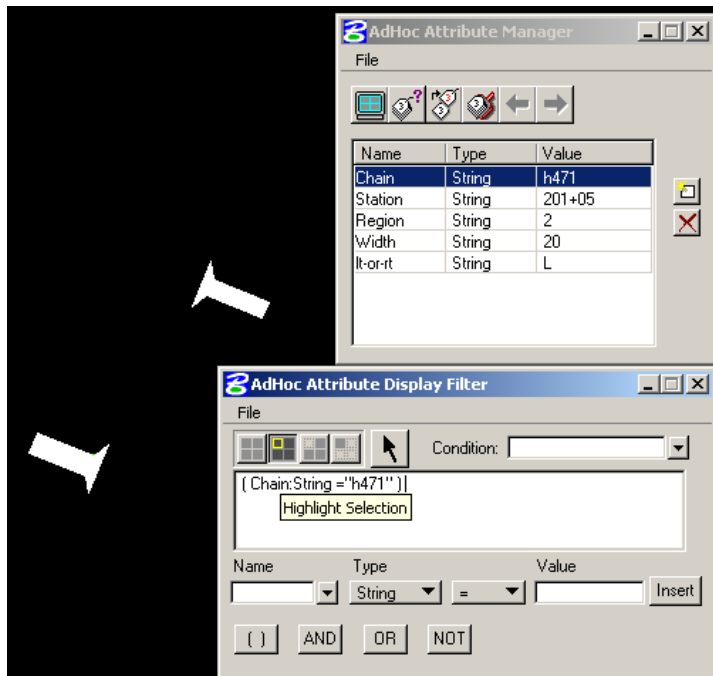 AdHoc Attribute Manager
File
Name Type Value
Chain String h471
Station String 201+05
Region String 2
Width String 20
lt-or-rt String L
AdHoc Attribute Display Filter
File
Condition:
( Chain:String ="h471" )
Highlight Selection
Name Type Value
String = Insert
( ) AND OR NOT